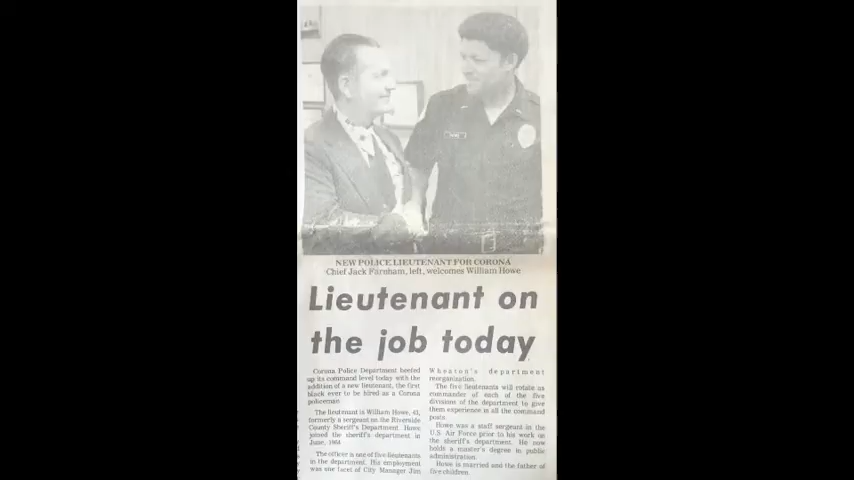 NEW POLICE LIEUTENANT FOR CORONA
Chief Jack Farnham, left, welcomes William Howe
Lieutenant on
the job today
Corona Police Department beefed
up its command level today with the
addition of a new lieutenant, the first
black ever to be hired as a Corona
policeman
The lieutenant is William Howe, 43,
formerly a sergeant on the Riverside
County Sheriff's Department. Howe
joined the sheriff's department in
June,
The officer is one of five lieutenants
in the department. His employment
was one facet of City Manager Jim
Wheaton's department
reorganization.
The five lieutenants will rotate as
commander of each of the five
divisions of the department to give
them experience in all the command
posts.
Howe was a staff sergeant in the
U.S. Air Force prior to his work on
the sheriff's department. He now
holds a master's degree in public
administration.
Howe is married and the father of
five children.